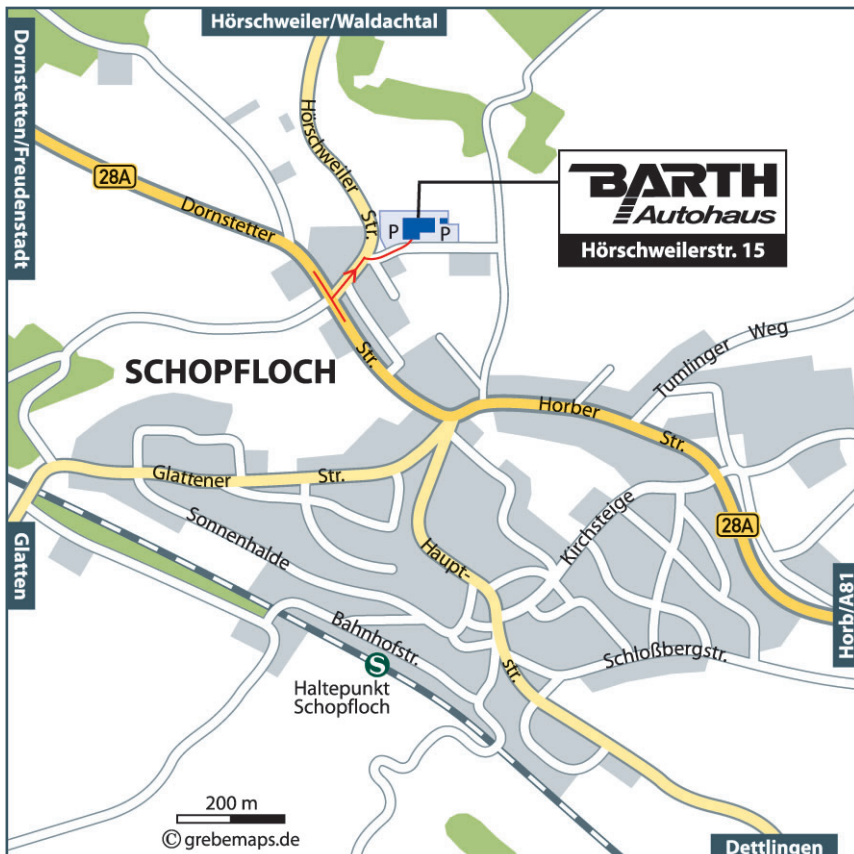 Hörschweiler/Waldachtal
Dornstetten/Freudenstadt
28A
Dornstetter
Str.
Hörschweiler
Str.
P
P
BARTH
Autohaus
Hörschweilerstr. 15
SCHOPFLOCH
Horber
Str.
Tumlinger Weg
Glattener
Str.
28A
Glatten
Sonnenhalde
Kirchsteige
Haupt-
str.
Bahnhofstr.
Schloßbergstr.
Horb/A81
S
Haltepunkt
Schopfloch
200 m
© grebemaps.de
Dettlingen